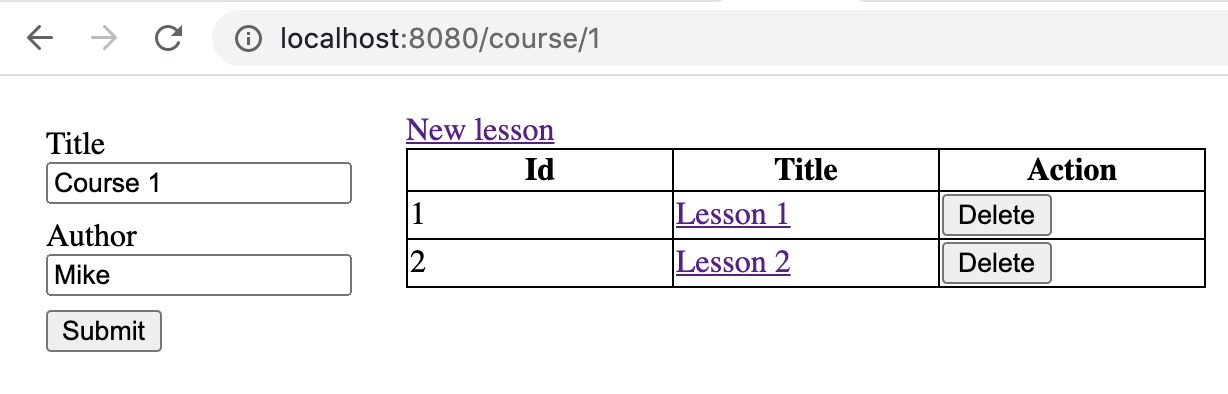 localhost:8080/course/1
Title
Course 1
Author
Mike
Submit
New lesson
Id Title Action
1 Lesson 1 Delete
2 Lesson 2 Delete